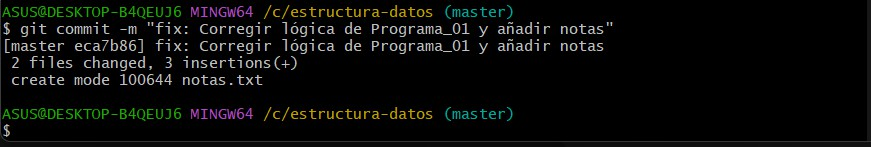 ASUS@DESKTOP-B4QEUJ6 MINGW64 /c/estructura-datos (master)
$ git commit -m "fix: Corregir lógica de Programa_01 y añadir notas"
[master eca7b86] fix: Corregir lógica de Programa_01 y añadir notas
 2 files changed, 3 insertions(+)
 create mode 100644 notas.txt

ASUS@DESKTOP-B4QEUJ6 MINGW64 /c/estructura-datos (master)
$